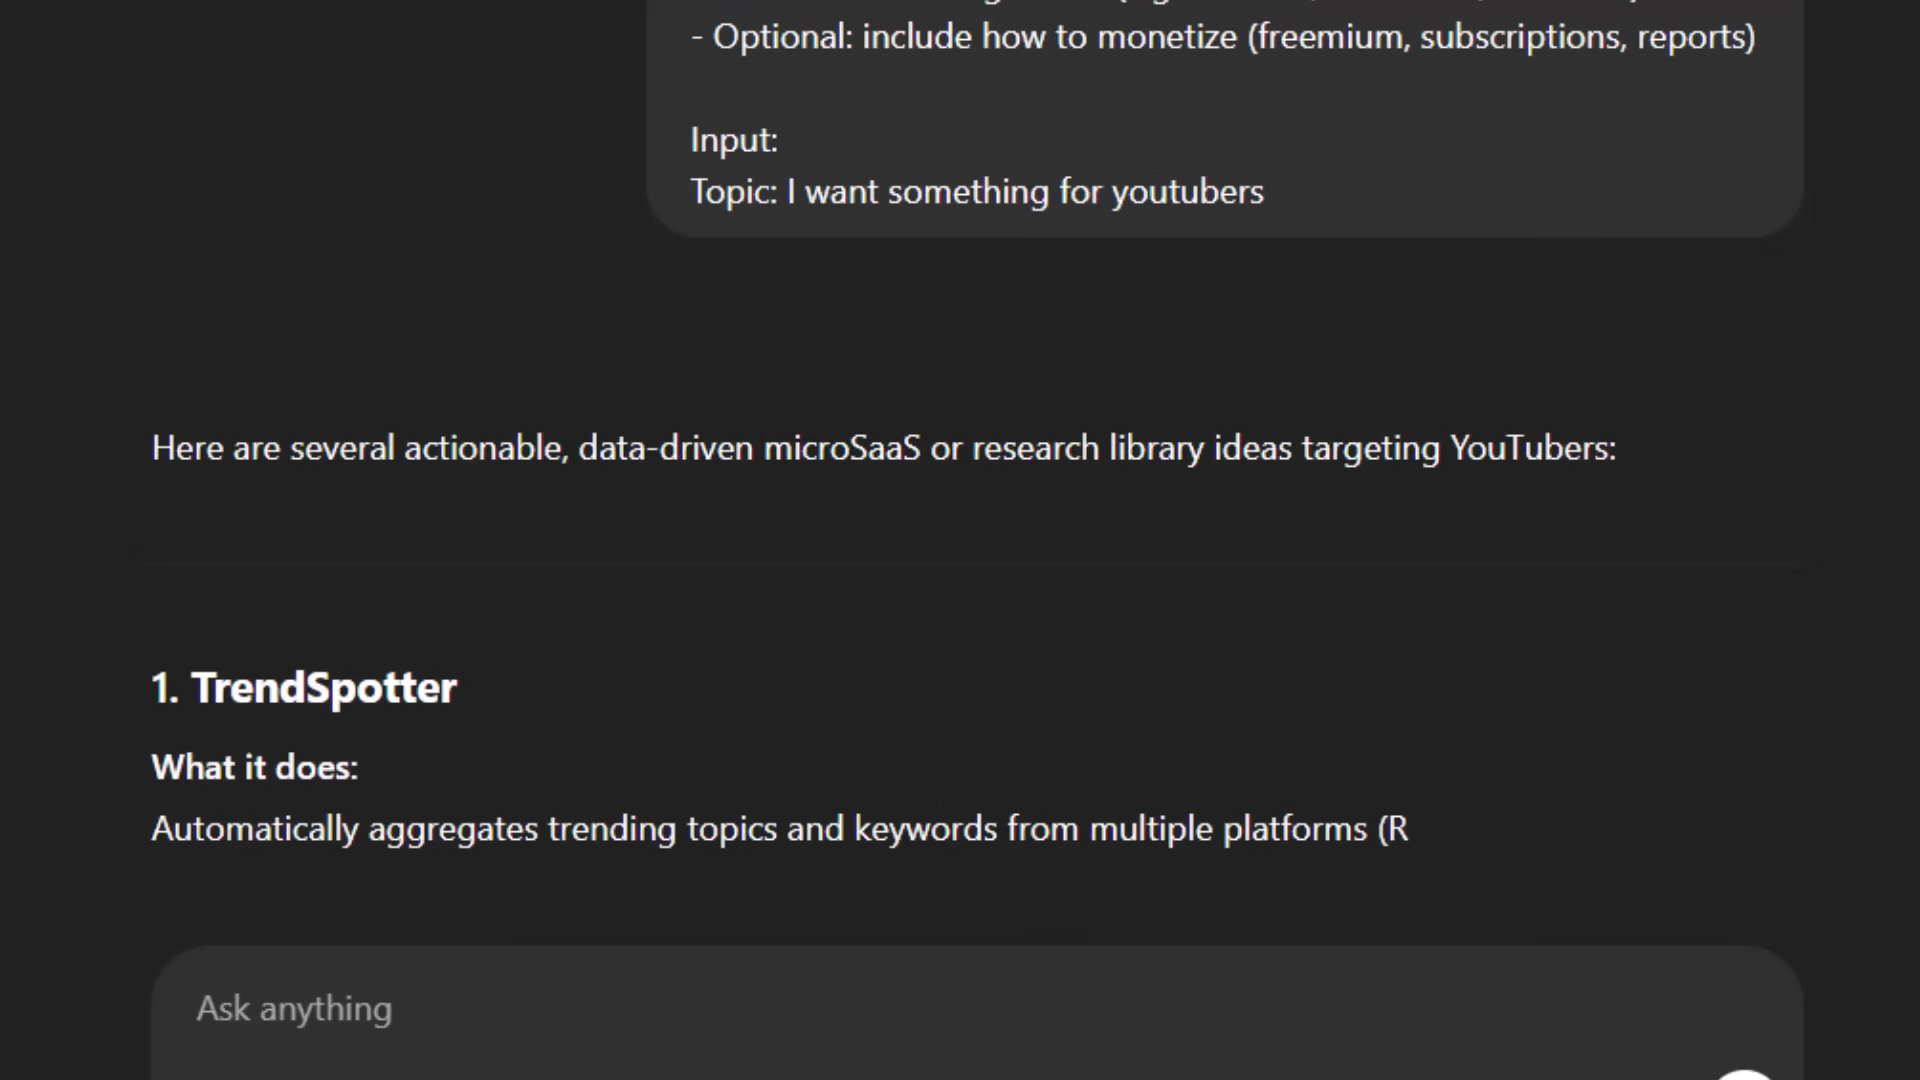 - Optional: include how to monetize (freemium, subscriptions, reports)
Input:
Topic: I want something for youtubers
Here are several actionable, data-driven microSaaS or research library ideas targeting YouTubers:
1. TrendSpotter
What it does:
Automatically aggregates trending topics and keywords from multiple platforms (R
Ask anything